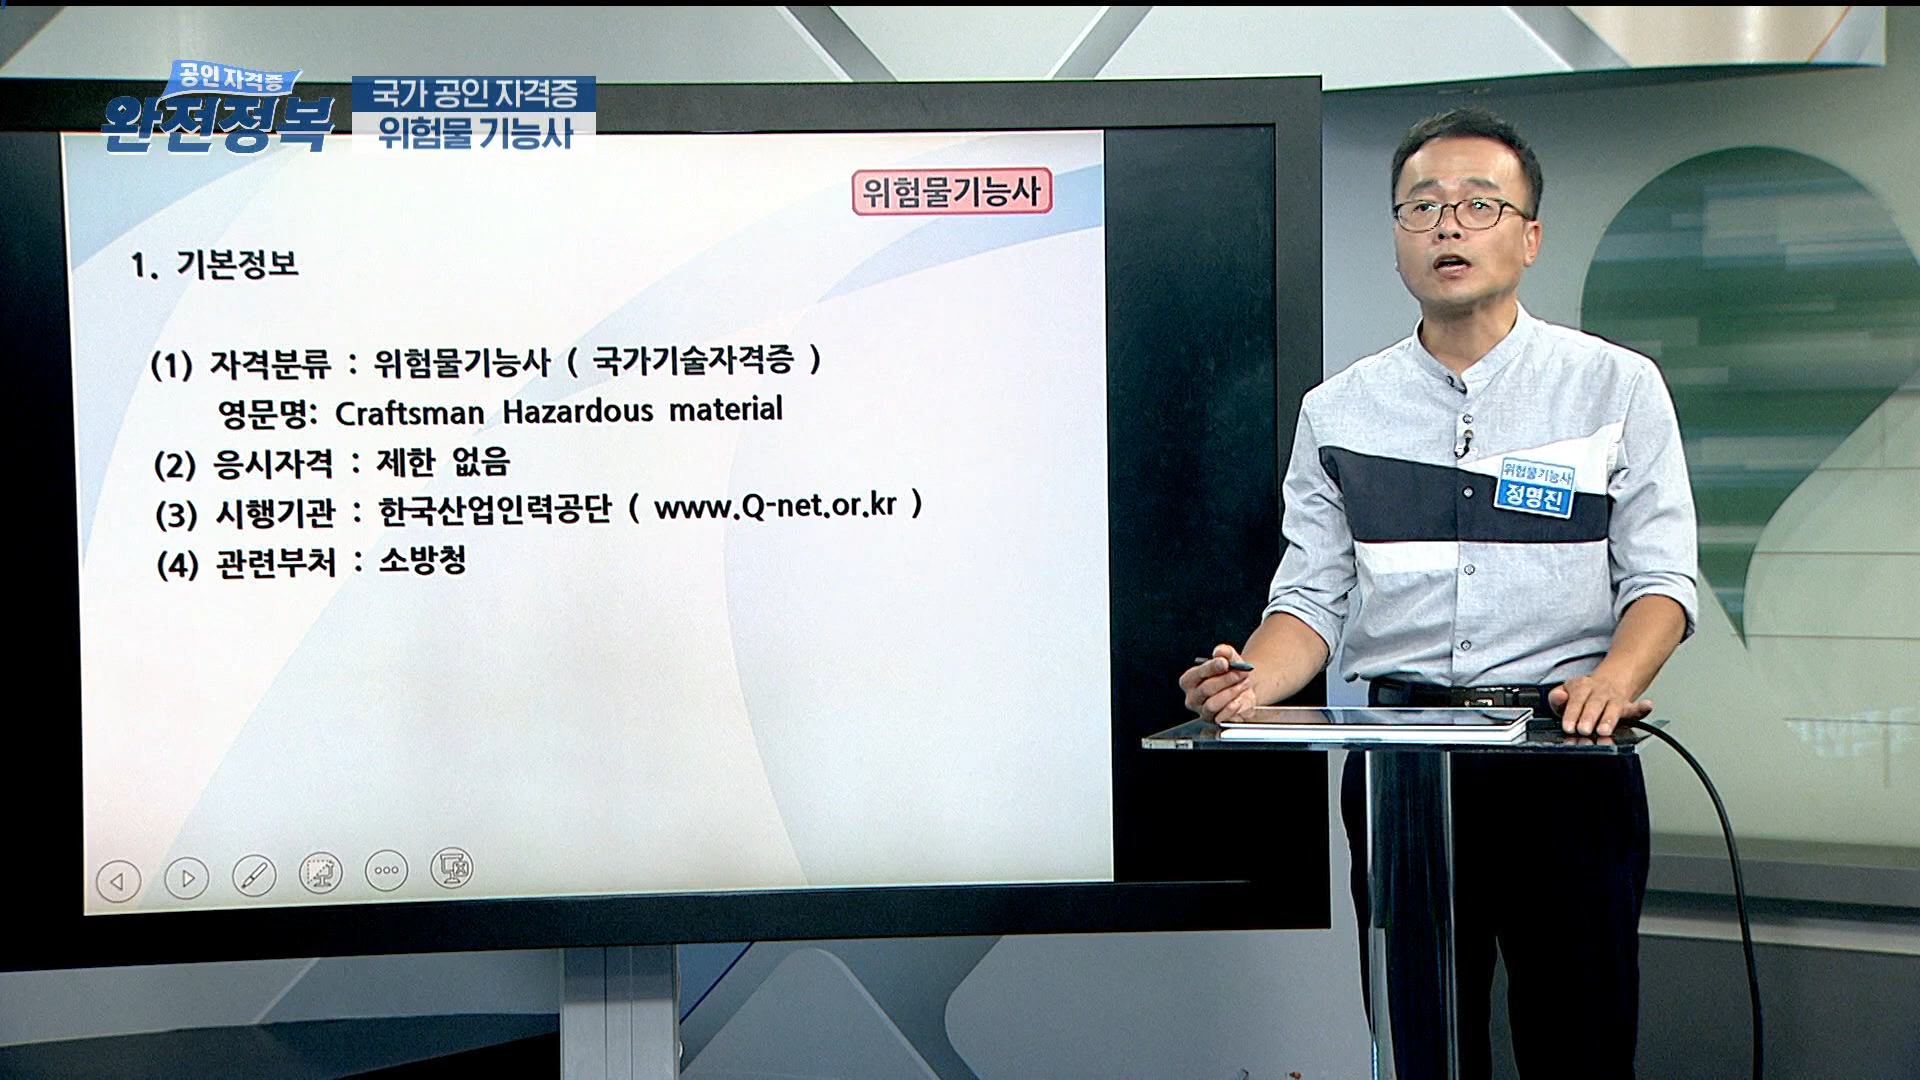 공인 자격증
완전정복
국가 공인 자격증
위험물 기능사
위험물기능사
1. 기본정보
(1) 자격분류 : 위험물기능사 ( 국가기술자격증 )
영문명: Craftsman Hazardous material
(2) 응시자격 : 제한 없음
(3) 시행기관 : 한국산업인력공단 ( www.Q-net.or.kr )
(4) 관련부처 : 소방청
위험물기능사
정명진